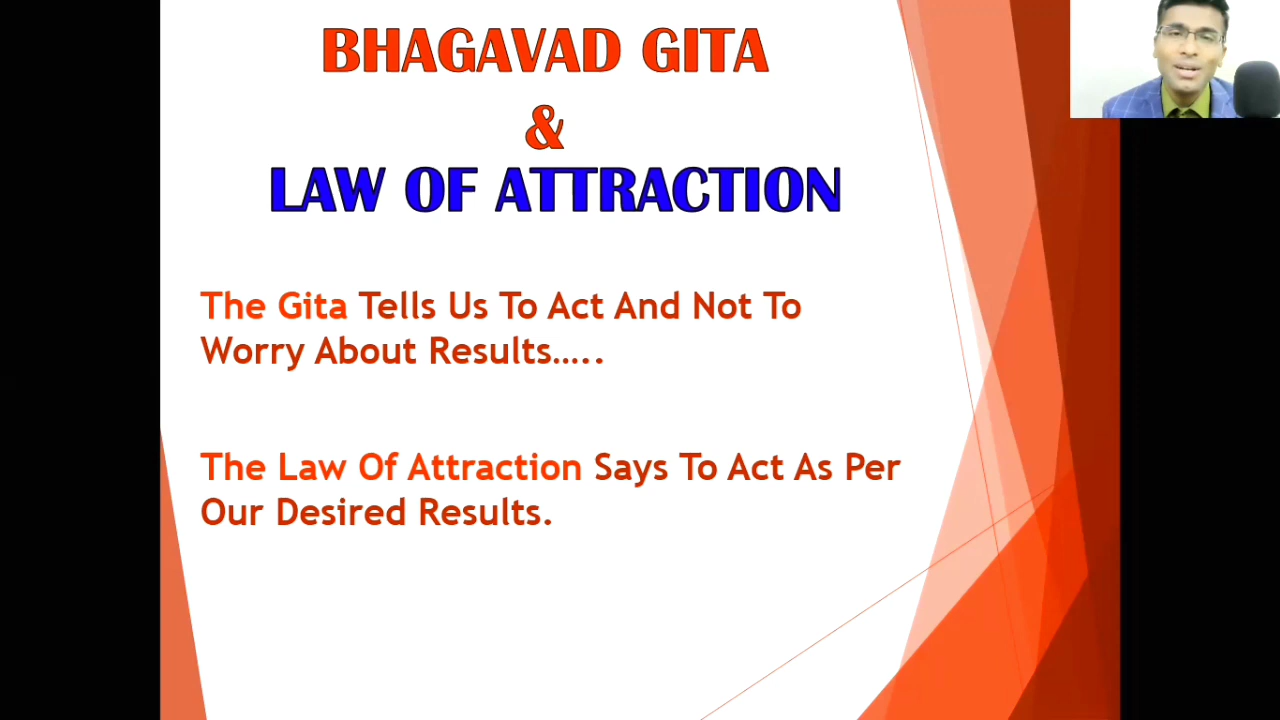 BHAGAVAD GITA
&
LAW OF ATTRACTION
The Gita Tells Us To Act And Not To
Worry About Results.....
The Law Of Attraction Says To Act As Per
Our Desired Results.